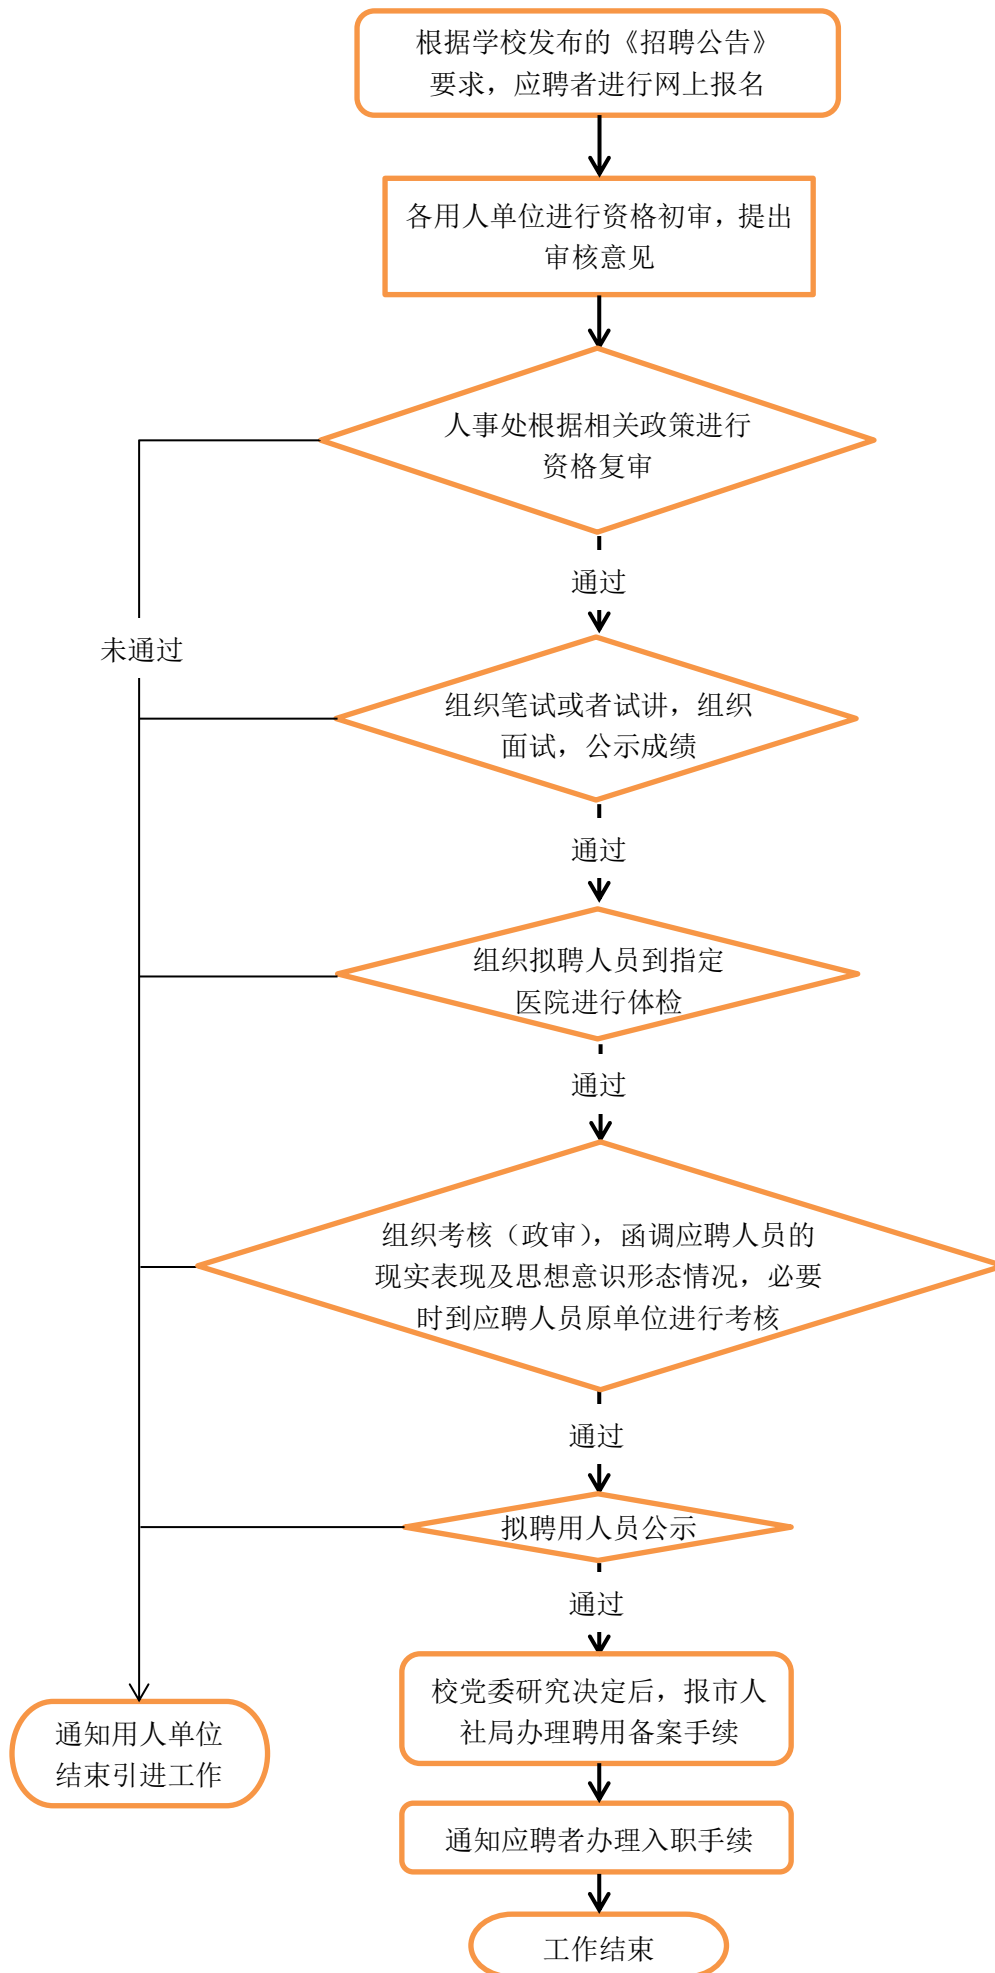 根据学校发布的《招聘公告》
要求，应聘者进行网上报名
各用人单位进行资格初审，提出
审核意见
人事处根据相关政策进行
资格复审
通过
未通过
组织笔试或者试讲，组织
面试，公示成绩
通过
组织拟聘人员到指定
医院进行体检
通过
组织考核（政审），函调应聘人员的
现实表现及思想意识形态情况，必要
时到应聘人员原单位进行考核
通过
拟聘用人员公示
通过
校党委研究决定后，报市人
社局办理聘用备案手续
通知用人单位
结束引进工作
通知应聘者办理入职手续
工作结束